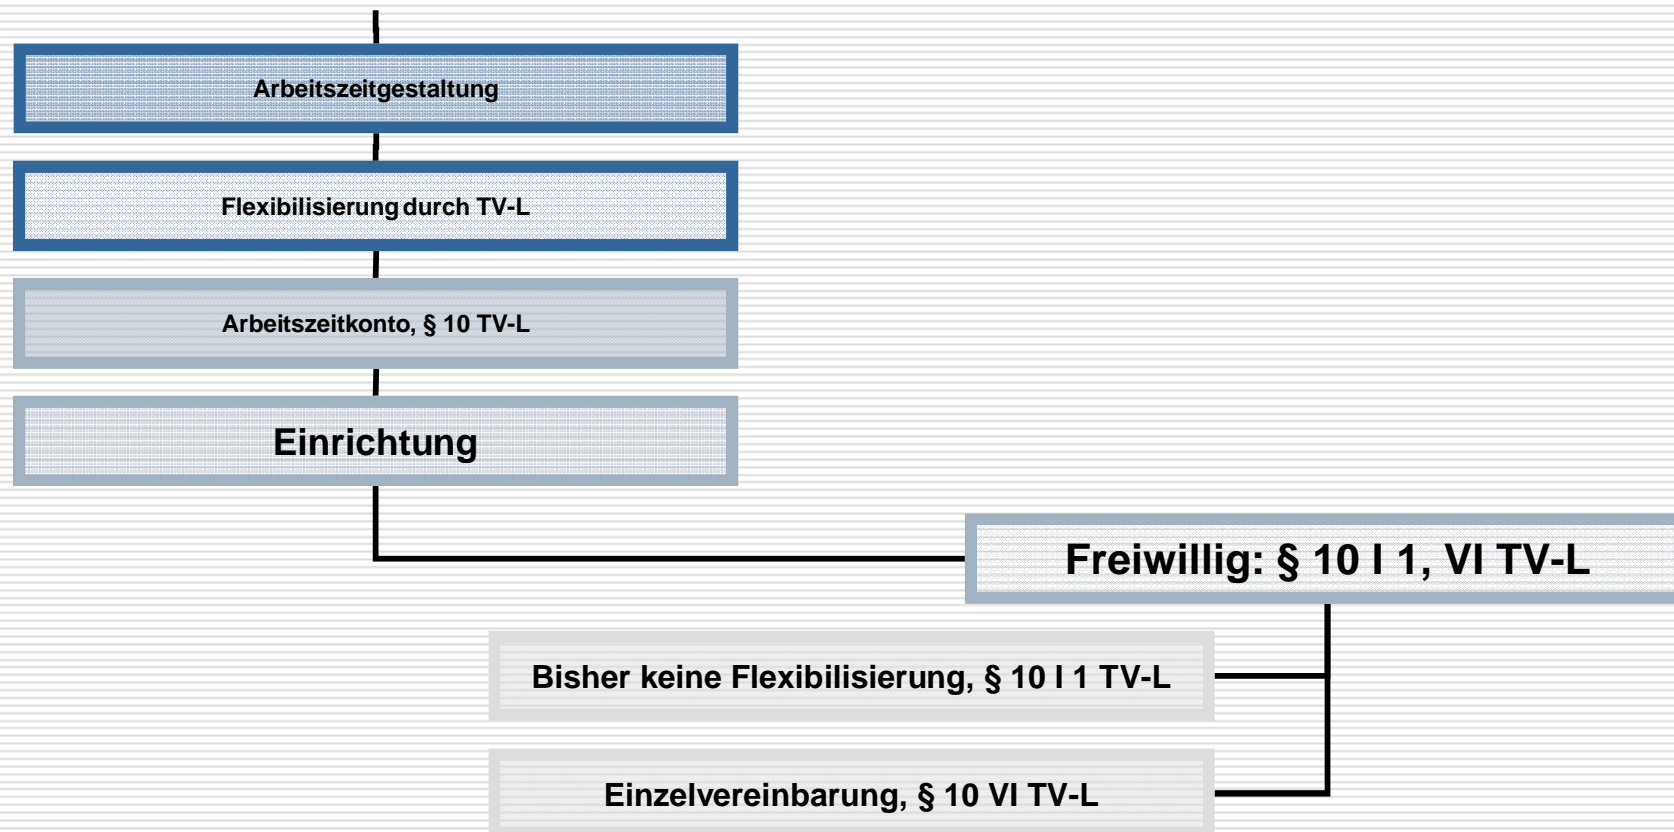 Arbeitszeitgestaltung
Flexibilisierung durch TV-L
Arbeitszeitkonto, § 10 TV-L
Einrichtung
Freiwillig: § 10 I 1, VI TV-L
Bisher keine Flexibilisierung, § 10 I 1 TV-L
Einzelvereinbarung, § 10 VI TV-L